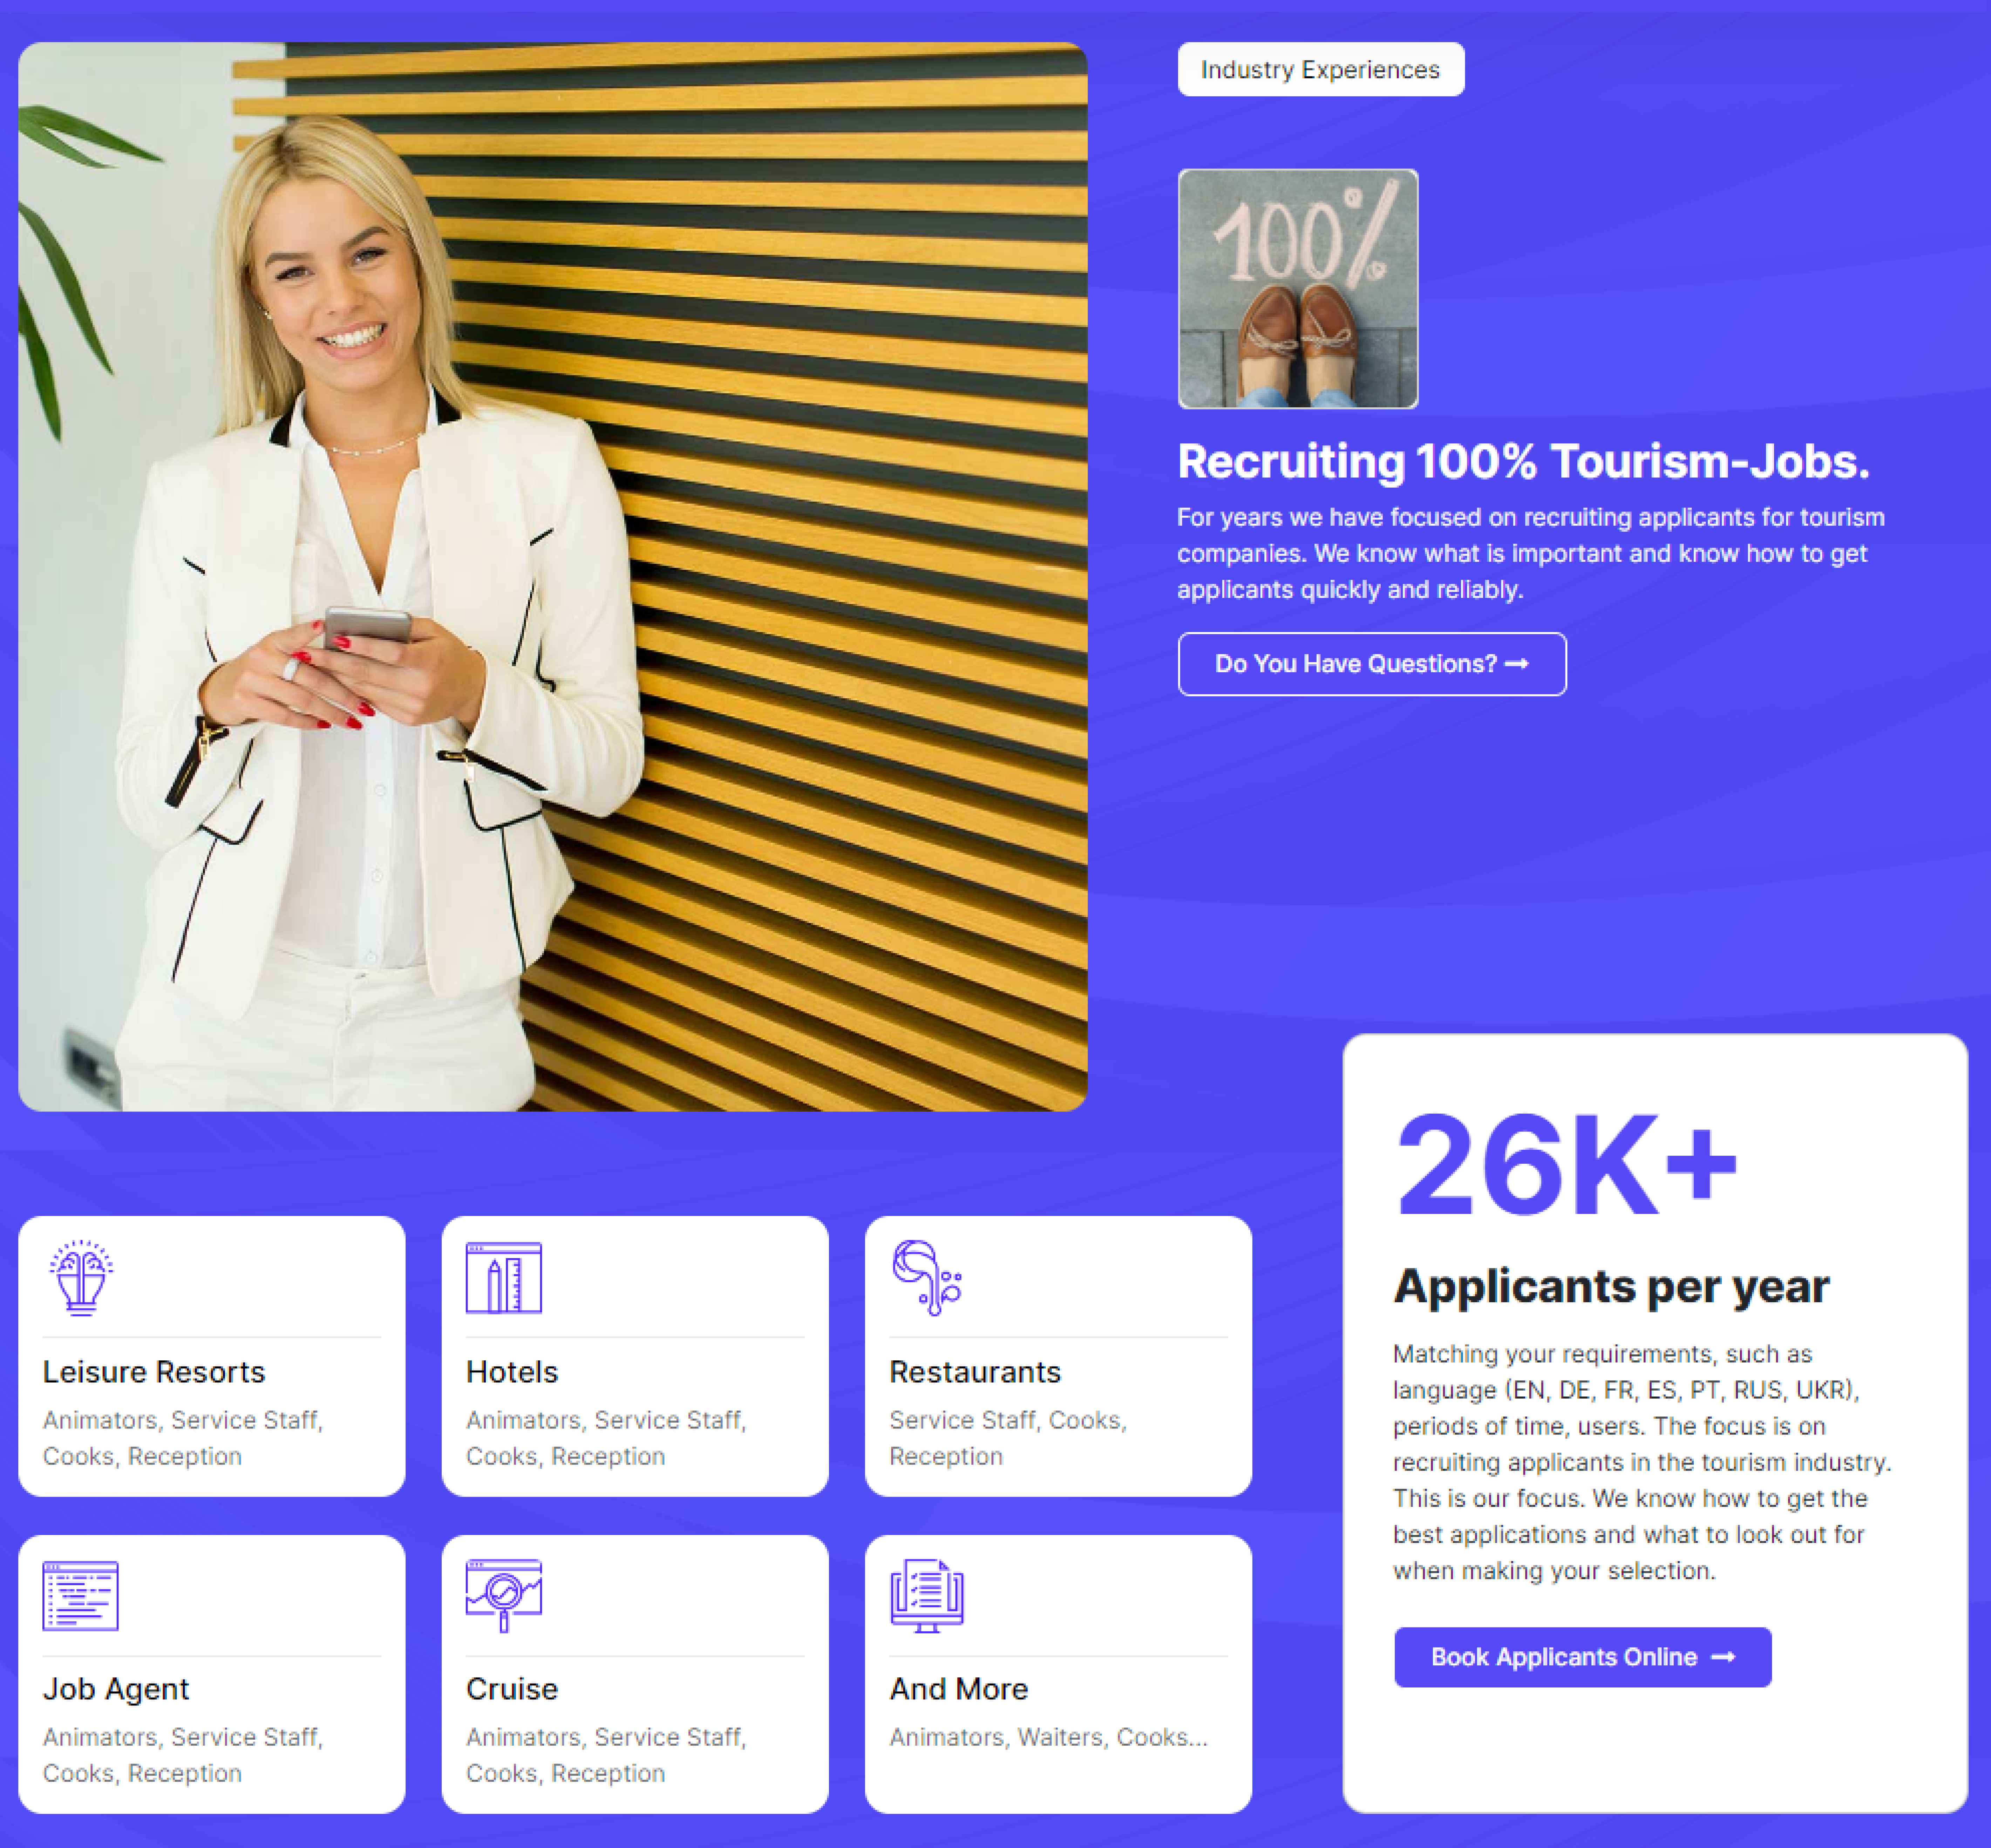 Industry Experiences
100%
Recruiting 100% Tourism-Jobs.
For years we have focused on recruiting applicants for tourism
companies. We know what is important and know how to get
applicants quickly and reliably.
Do You Have Questions? →
Leisure Resorts
Animators, Service Staff,
Cooks, Reception
Hotels
Animators, Service Staff,
Cooks, Reception
Restaurants
Service Staff, Cooks,
Reception
Job Agent
Animators, Service Staff,
Cooks, Reception
Cruise
Animators, Service Staff,
Cooks, Reception
And More
Animators, Waiters, Cooks...
26K+
Applicants per year
Matching your requirements, such as
language (EN, DE, FR, ES, PT, RUS, UKR),
periods of time, users. The focus is on
recruiting applicants in the tourism industry.
This is our focus. We know how to get the
best applications and what to look out for
when making your selection.
Book Applicants Online →